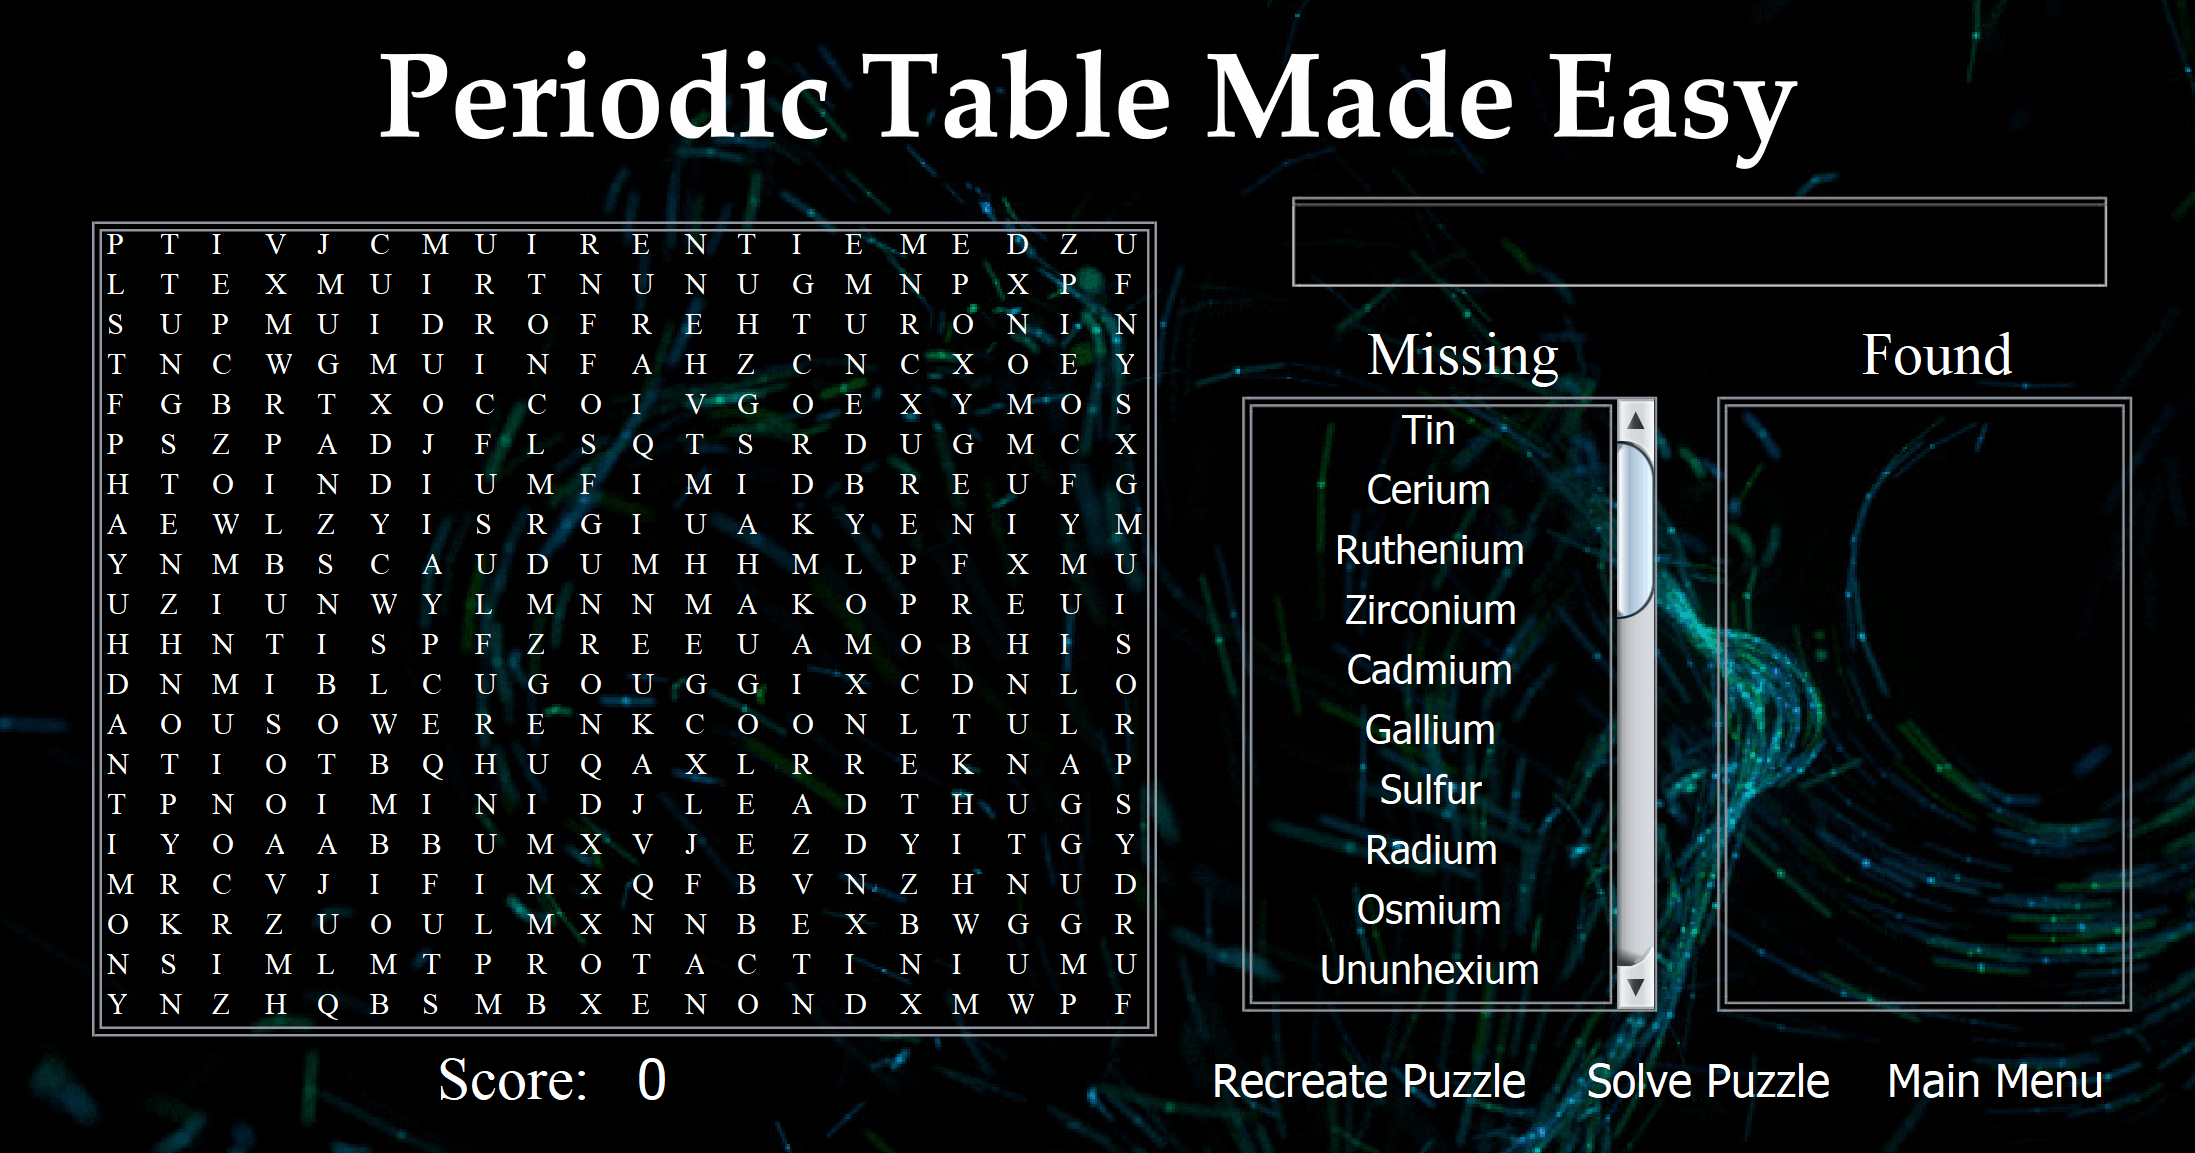 Periodic Table Made Easy
P T I V J C M U I R E N T I E M E D Z U
L T E X M U I R T N U N U G M N P X P F
S U P M U I D R O F R E H T U R O N I N
T N C W G M U I N F A H Z C N C X O E Y
F G B R T X O C C O I V G O E X Y M O S
P S Z P A D J F L S Q T S R D U G M C X
H T O I N D I U M F I M I D B R E U F G
A E W L Z Y I S R G I U A K Y E N I Y M
Y N M B S C A U D U M H H M L P F X M U
U Z I U N W Y L M N N M A K O P R E U I
H H N T I S P F Z R E E U A M O B H I S
D N M I B L C U G O U G G I X C D N L O
A O U S O W E R E N K C O O N L T U L R
N T I O T B Q H U Q A X L R R E K N A P
T P N O I M I N I D J L E A D T H U G S
I Y O A A B B U M X V J E Z D Y I T G Y
M R C V J I F I M X Q F B V N Z H N U D
O K R Z U O U L M X N N B E X B W G G R
N S I M L M T P R O T A C T I N I U M U
Y N Z H Q B S M B X E N O N D X M W P F
Missing
Found
Tin
Cerium
Ruthenium
Zirconium
Cadmium
Gallium
Sulfur
Radium
Osmium
Ununhexium
Score: 0
Recreate Puzzle Solve Puzzle Main Menu